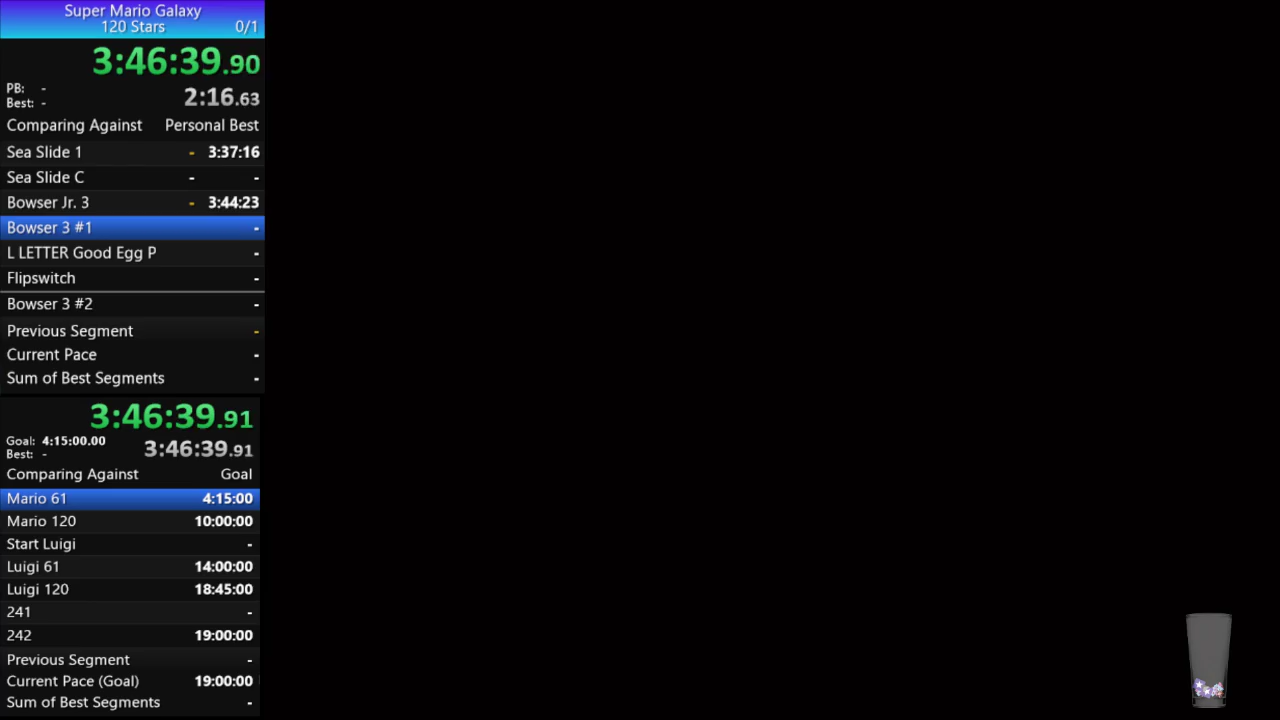 Super Mario Galaxy
120 Stars 0/1
3:46:39.90
PB: -
Best: -
2:16.63
Comparing Against Personal Best
Sea Slide 1 - 3:37:16
Sea Slide C - -
Bowser Jr. 3 - 3:44:23
Bowser 3 #1 -
L LETTER Good Egg P -
Flipswitch -
Bowser 3 #2 -
Previous Segment -
Current Pace -
Sum of Best Segments -
3:46:39.91
Goal: 4:15:00.00
Best: -
3:46:39.91
Comparing Against Goal
Mario 61 4:15:00
Mario 120 10:00:00
Start Luigi -
Luigi 61 14:00:00
Luigi 120 18:45:00
241 -
242 19:00:00
Previous Segment -
Current Pace (Goal) 19:00:00
Sum of Best Segments -